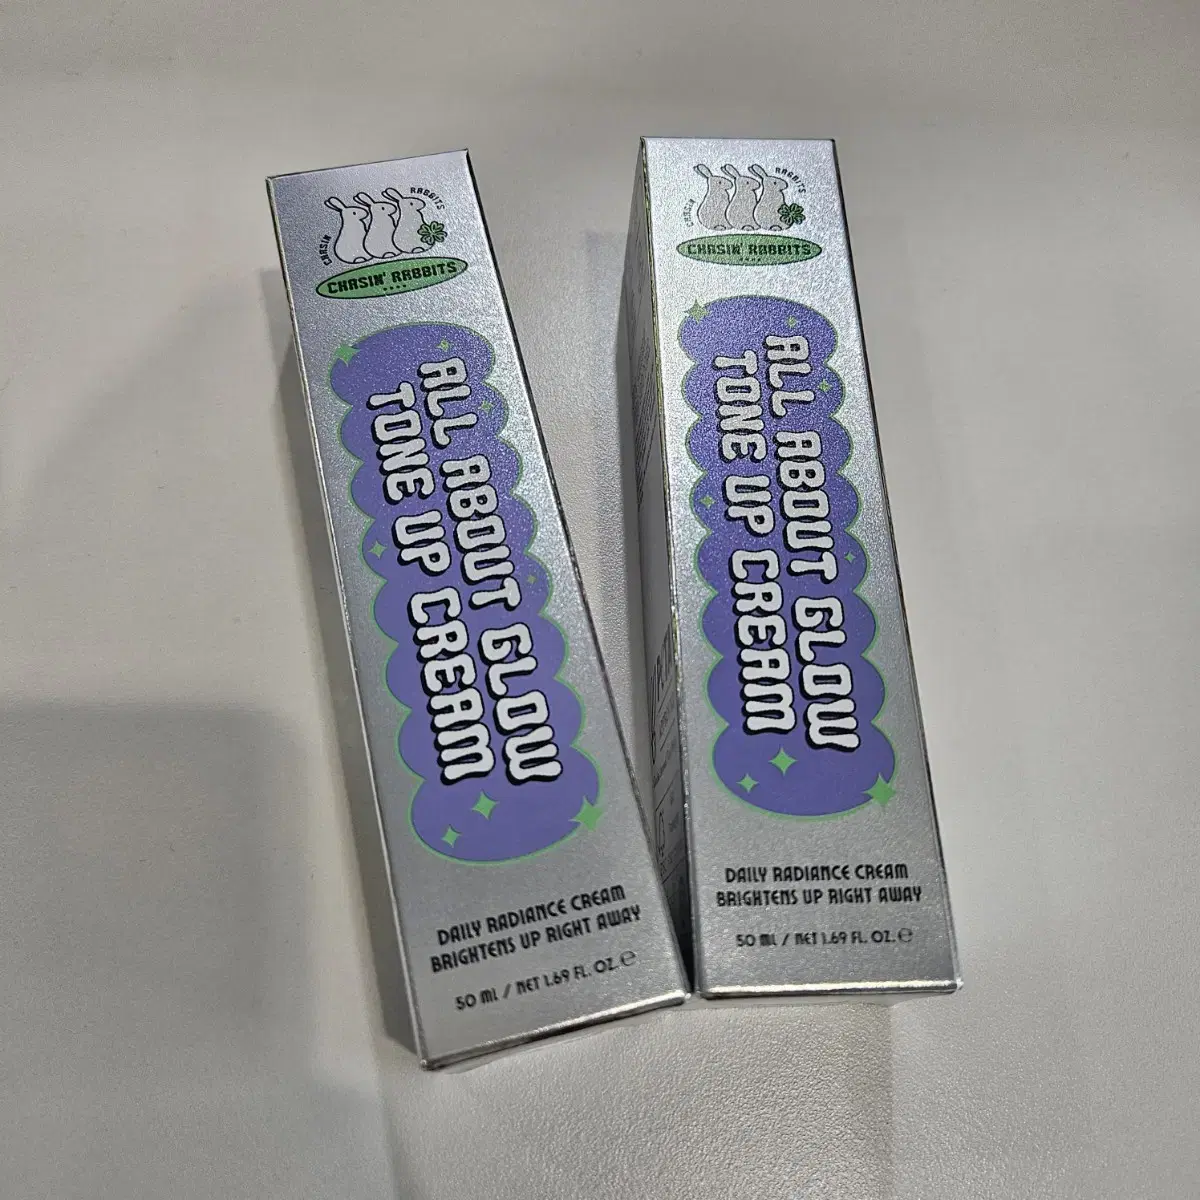 CHASIN RABBITS
CHASIN' RABBITS
ALL ABOUT GLOW
TONE UP CREAM
DAILY RADIANCE CREAM
BRIGHTENS UP RIGHT AWAY
50 ML / NET 1.69 FL. OZ. ℮
CHASIN RABBITS
CHASIN' RABBITS
ALL ABOUT GLOW
TONE UP CREAM
DAILY RADIANCE CREAM
BRIGHTENS UP RIGHT AWAY
50 ML / NET 1.69 FL. OZ. ℮